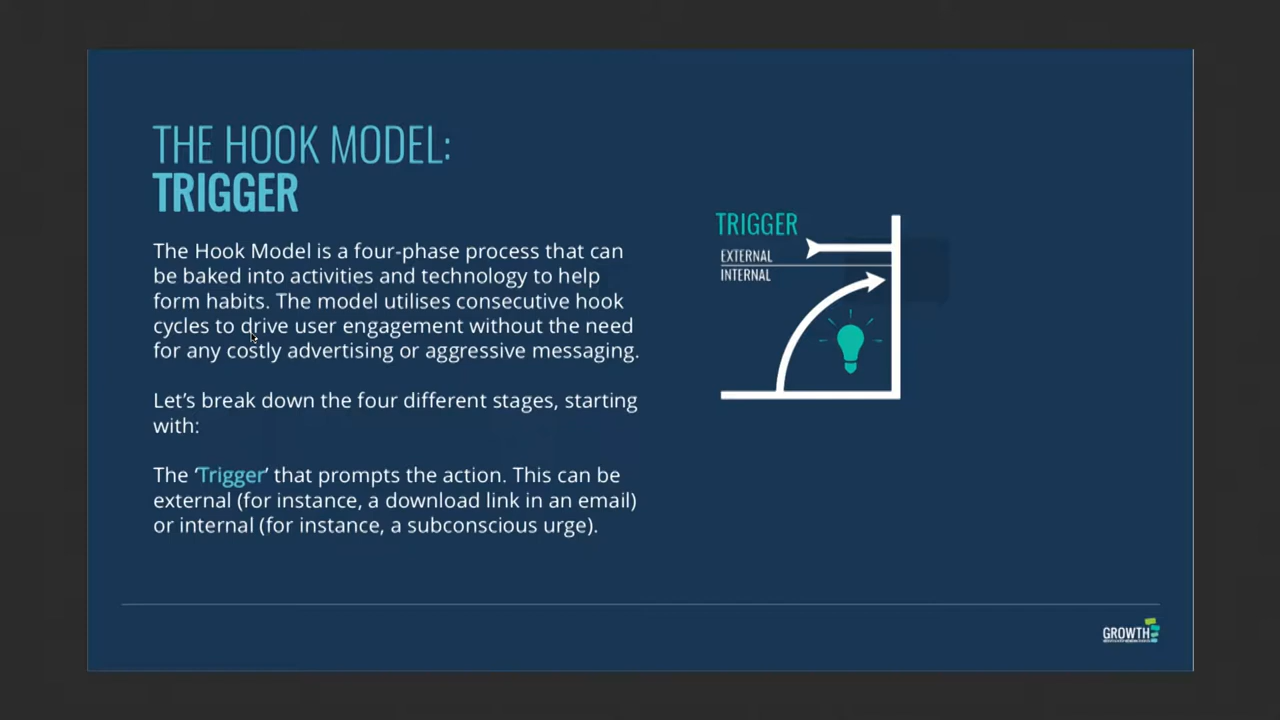 THE HOOK MODEL:
TRIGGER
The Hook Model is a four-phase process that can
be baked into activities and technology to help
form habits. The model utilises consecutive hook
cycles to drive user engagement without the need
for any costly advertising or aggressive messaging.
Let’s break down the four different stages, starting
with:
The ‘Trigger’ that prompts the action. This can be
external (for instance, a download link in an email)
or internal (for instance, a subconscious urge).
TRIGGER
EXTERNAL
INTERNAL
GROWTH